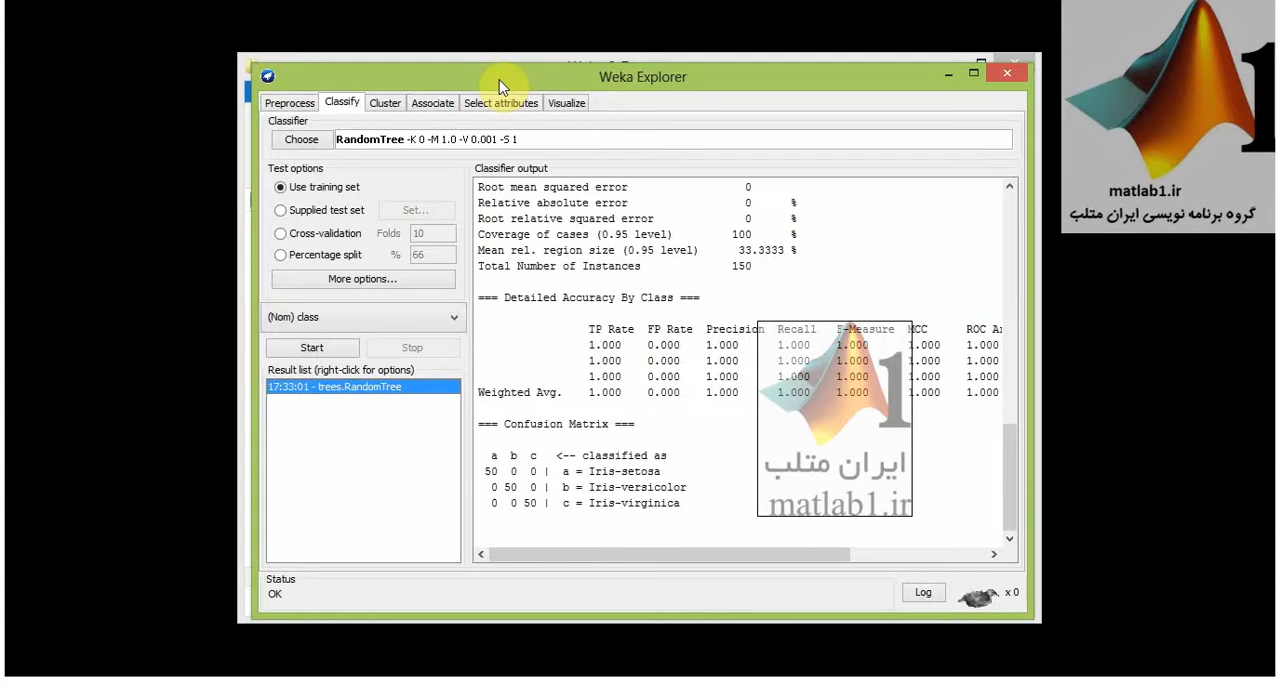 Weka Explorer
Preprocess Classify Cluster Associate Select attributes Visualize
Classifier
Choose RandomTree -K 0 -M 1.0 -V 0.001 -S 1
Test options
Use training set
Supplied test set Set...
Cross-validation Folds 10
Percentage split % 66
More options...
(Nom) class
Start Stop
Result list (right-click for options)
17:33:01 - trees.RandomTree
Classifier output
Root mean squared error 0
Relative absolute error 0 %
Root relative squared error 0 %
Coverage of cases (0.95 level) 100 %
Mean rel. region size (0.95 level) 33.3333 %
Total Number of Instances 150
=== Detailed Accuracy By Class ===
TP Rate FP Rate Precision Recall F-Measure MCC ROC
1.000 0.000 1.000 1.000 1.000 1.000 1.000
1.000 0.000 1.000 1.000 1.000 1.000 1.000
1.000 0.000 1.000 1.000 1.000 1.000 1.000
Weighted Avg. 1.000 0.000 1.000 1.000 1.000 1.000 1.000
=== Confusion Matrix ===
a b c <-- classified as
50 0 0 | a = Iris-setosa
0 50 0 | b = Iris-versicolor
0 0 50 | c = Iris-virginica
ایران متلب
matlab1.ir
Status
OK
Log x 0
1
matlab1.ir
گروه برنامه نویسی ایران متلب